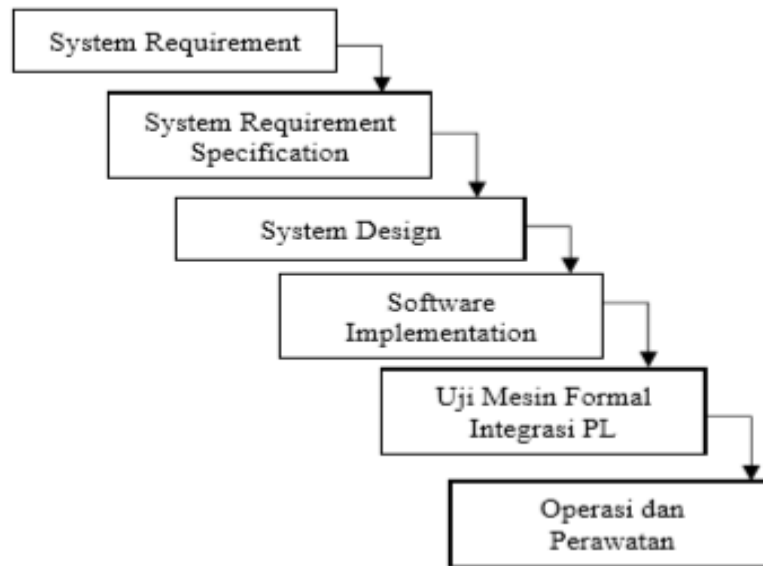 System Requirement
System Requirement
Specification
System Design
Software
Implementation
Uji Mesin Formal
Integrasi PL
Operasi dan
Perawatan